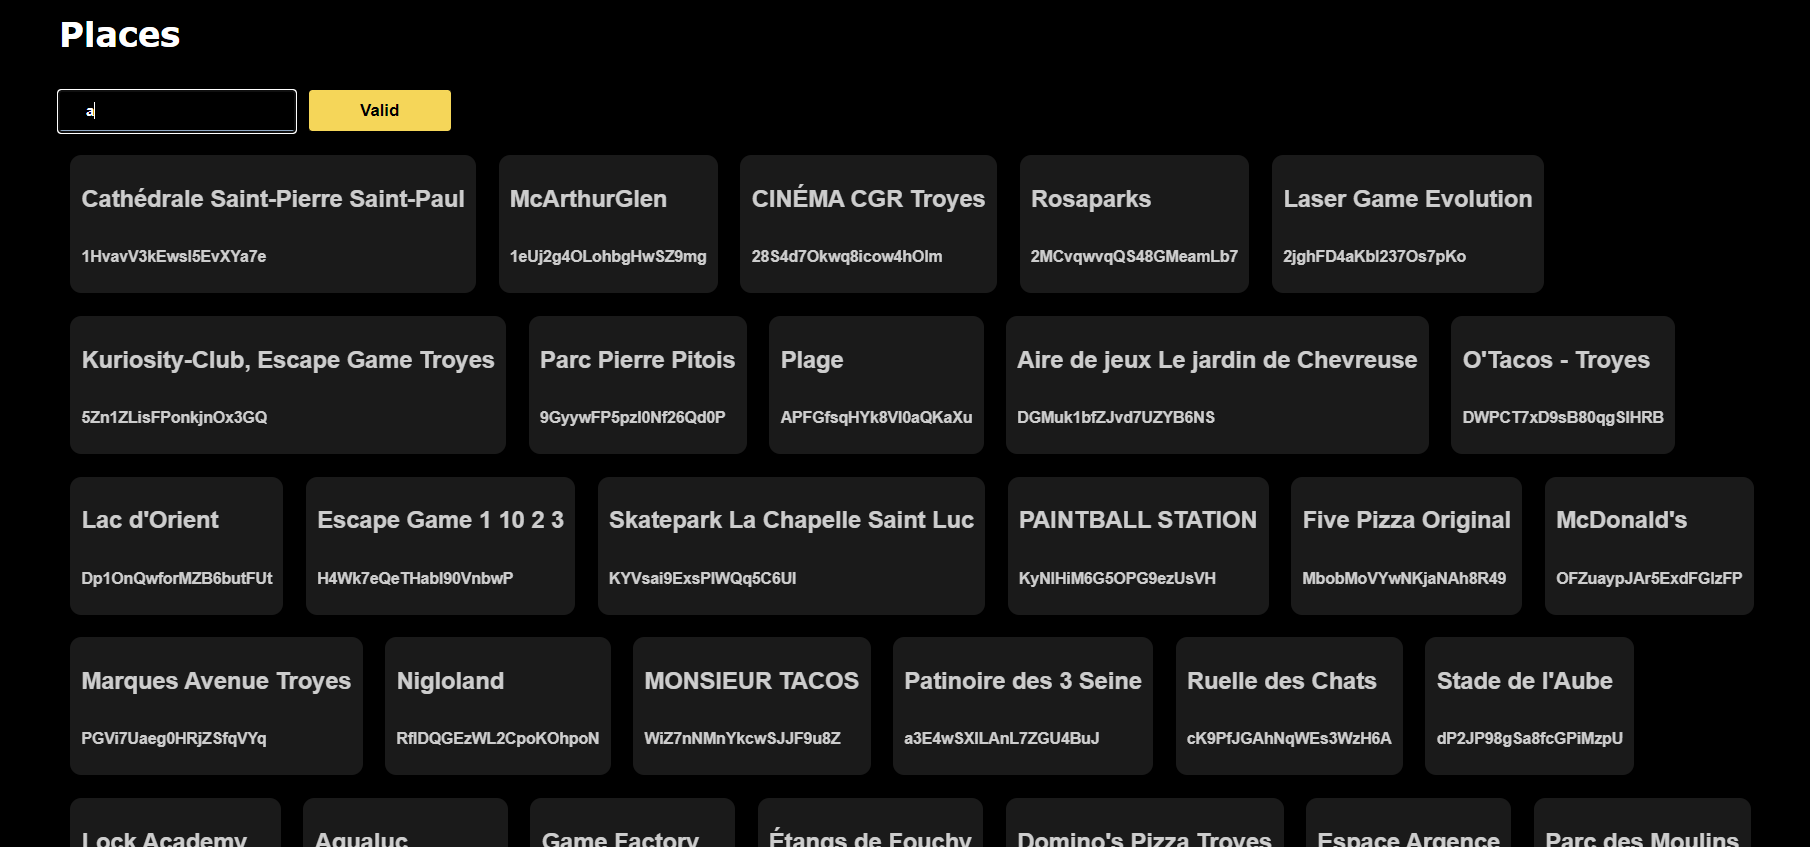 Places
a
Valid
Cathédrale Saint-Pierre Saint-Paul
1HvavV3kEwsI5EvXYa7e
McArthurGlen
1eUj2g4OLohbgHwSZ9mg
CINÉMA CGR Troyes
28S4d7Okwq8icow4hOlm
Rosaparks
2MCvqwvqQS48GMeamLb7
Laser Game Evolution
2jghFD4aKbl237Os7pKo
Kuriosity-Club, Escape Game Troyes
5Zn1ZLisFPonkjnOx3GQ
Parc Pierre Pitois
9GyywFP5pzl0Nf26Qd0P
Plage
APFGfsqHYk8VI0aQKaXu
Aire de jeux Le jardin de Chevreuse
DGMuk1bfZJvd7UZYB6NS
O'Tacos - Troyes
DWPCT7xD9sB80qgSIHRB
Lac d'Orient
Dp1OnQwforMZB6butFUt
Escape Game 1 10 2 3
H4Wk7eQeTHabI90VnbwP
Skatepark La Chapelle Saint Luc
KYVsai9ExsPIWQq5C6UI
PAINTBALL STATION
KyNIHiM6G5OPG9ezUsVH
Five Pizza Original
MbobMoVYwNKjaNAh8R49
McDonald's
OFZuaypJAr5ExdFGIzFP
Marques Avenue Troyes
PGVi7Uaeg0HRjZSfqVYq
Nigloland
RfIDQGEzWL2CpoKOhpoN
MONSIEUR TACOS
WiZ7nNMnYkcwSJJF9u8Z
Patinoire des 3 Seine
a3E4wSXILAnL7ZGU4BuJ
Ruelle des Chats
cK9PfJGAhNqWEs3WzH6A
Stade de l'Aube
dP2JP98gSa8fcGPiMzpU
Lock Academy
Aqualuc
Game Factory
Étangs de Fouchy
Domino's Pizza Troyes
Espace Argence
Parc des Moulins